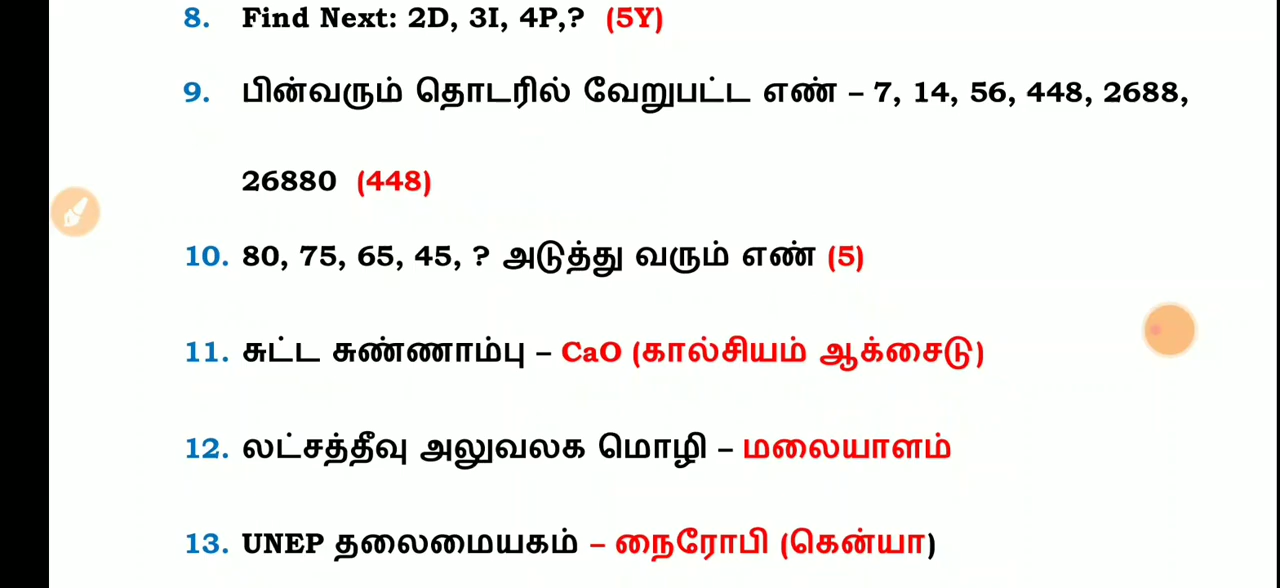 8. Find Next: 2D, 3I, 4P,? (5Y)
9. பின்வரும் தொடரில் வேறுபட்ட எண் – 7, 14, 56, 448, 2688,
26880 (448)
10. 80, 75, 65, 45, ? அடுத்து வரும் எண் (5)
11. சுட்ட சுண்ணாம்பு – CaO (கால்சியம் ஆக்சைடு)
12. லட்சத்தீவு அலுவலக மொழி – மலையாளம்
13. UNEP தலைமையகம் – நைரோபி (கென்யா)